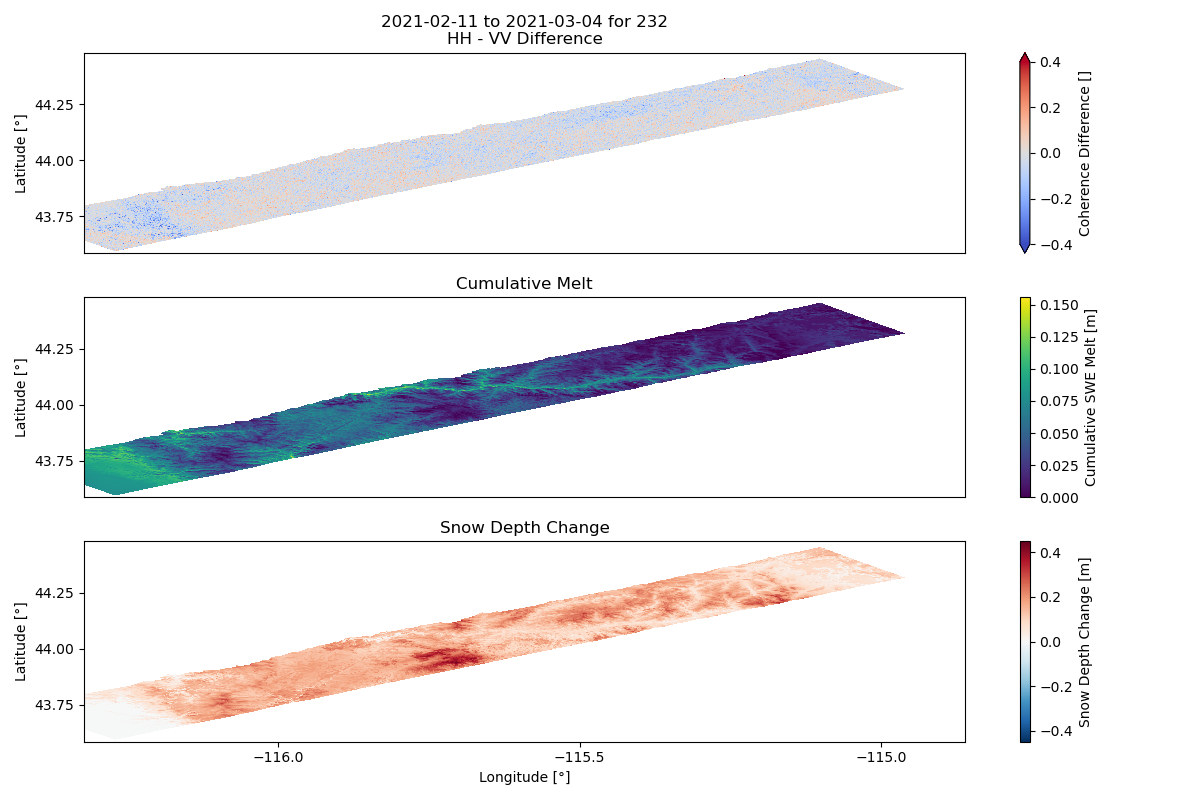 2021-02-11 to 2021-03-04 for 232
HH - VV Difference
44.25
44.00
43.75
Latitude [°]
0.4
0.2
0.0
−0.2
−0.4
Coherence Difference []
Cumulative Melt
44.25
44.00
43.75
Latitude [°]
0.150
0.125
0.100
0.075
0.050
0.025
0.000
Cumulative SWE Melt [m]
Snow Depth Change
44.25
44.00
43.75
Latitude [°]
0.4
0.2
0.0
−0.2
−0.4
Snow Depth Change [m]
−116.0
−115.5
−115.0
Longitude [°]